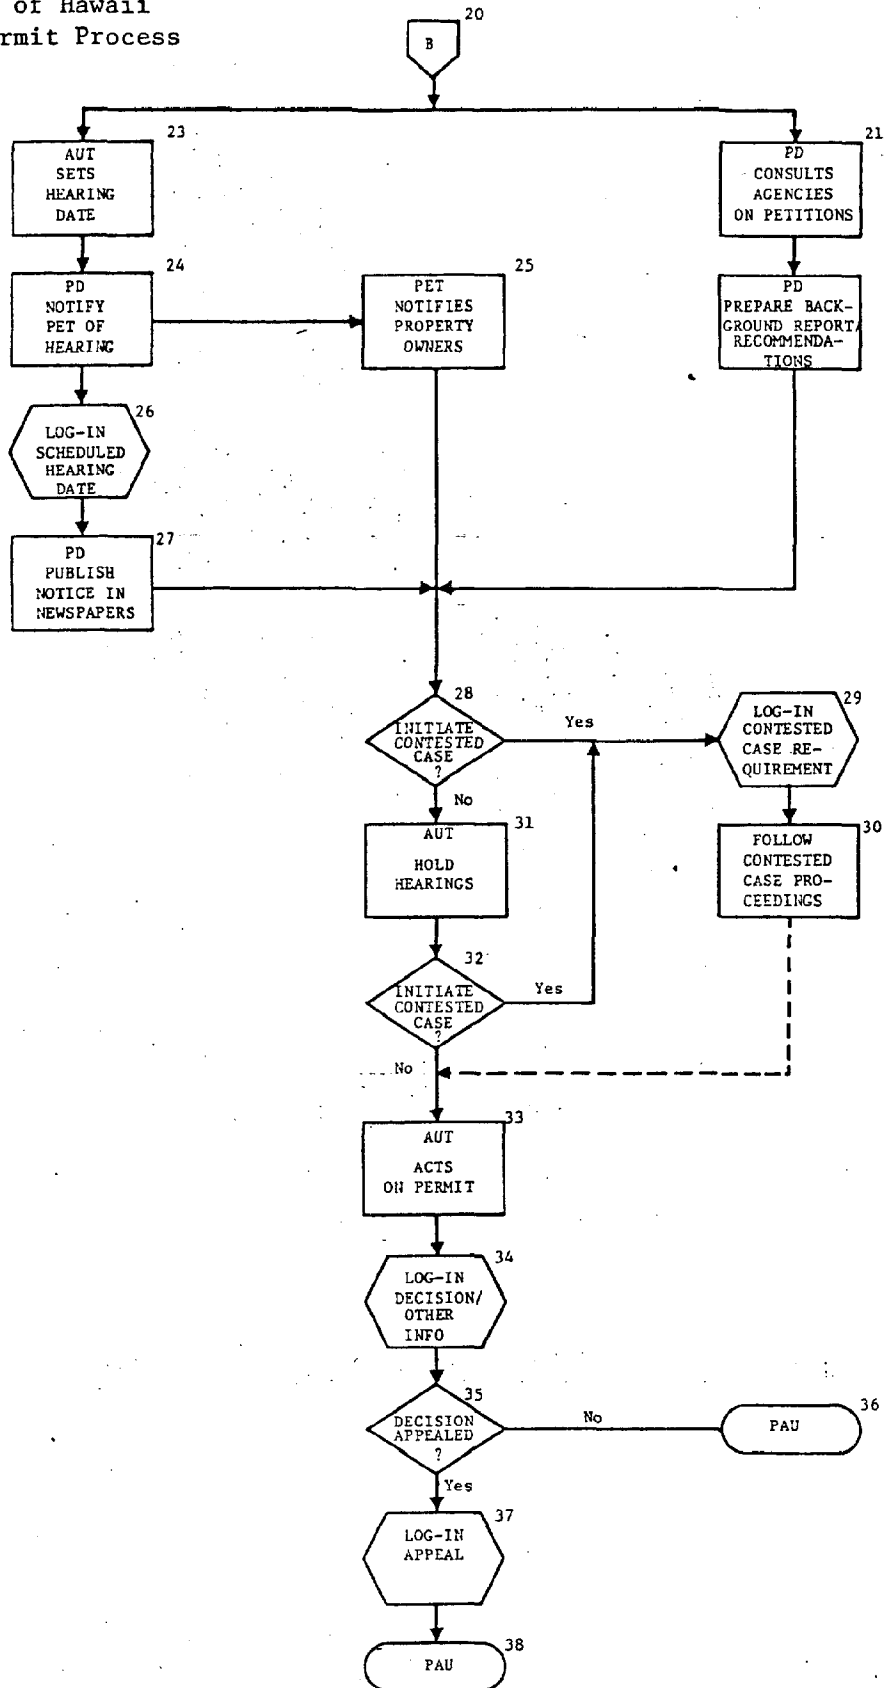 of Hawaii
rmit Process
20
B
23
AUT
SETS
HEARING
DATE
21
PD
CONSULTS
AGENCIES
ON PETITIONS
24
PD
NOTIFY
PET OF
HEARING
25
PET
NOTIFIES
PROPERTY
OWNERS
PD
PREPARE BACK-
GROUND REPORT/
RECOMMENDA-
TIONS
26
LOG-IN
SCHEDULED
HEARING
DATE
27
PD
PUBLISH
NOTICE IN
NEWSPAPERS
28
INITIATE
CONTESTED
CASE
?
Yes
No
29
LOG-IN
CONTESTED
CASE RE-
QUIREMENT
30
FOLLOW
CONTESTED
CASE PRO-
CEEDINGS
31
AUT
HOLD
HEARINGS
32
INITIATE
CONTESTED
CASE
?
Yes
No
33
AUT
ACTS
ON PERMIT
34
LOG-IN
DECISION/
OTHER
INFO
35
DECISION
APPEALED
?
No
Yes
36
PAU
37
LOG-IN
APPEAL
38
PAU